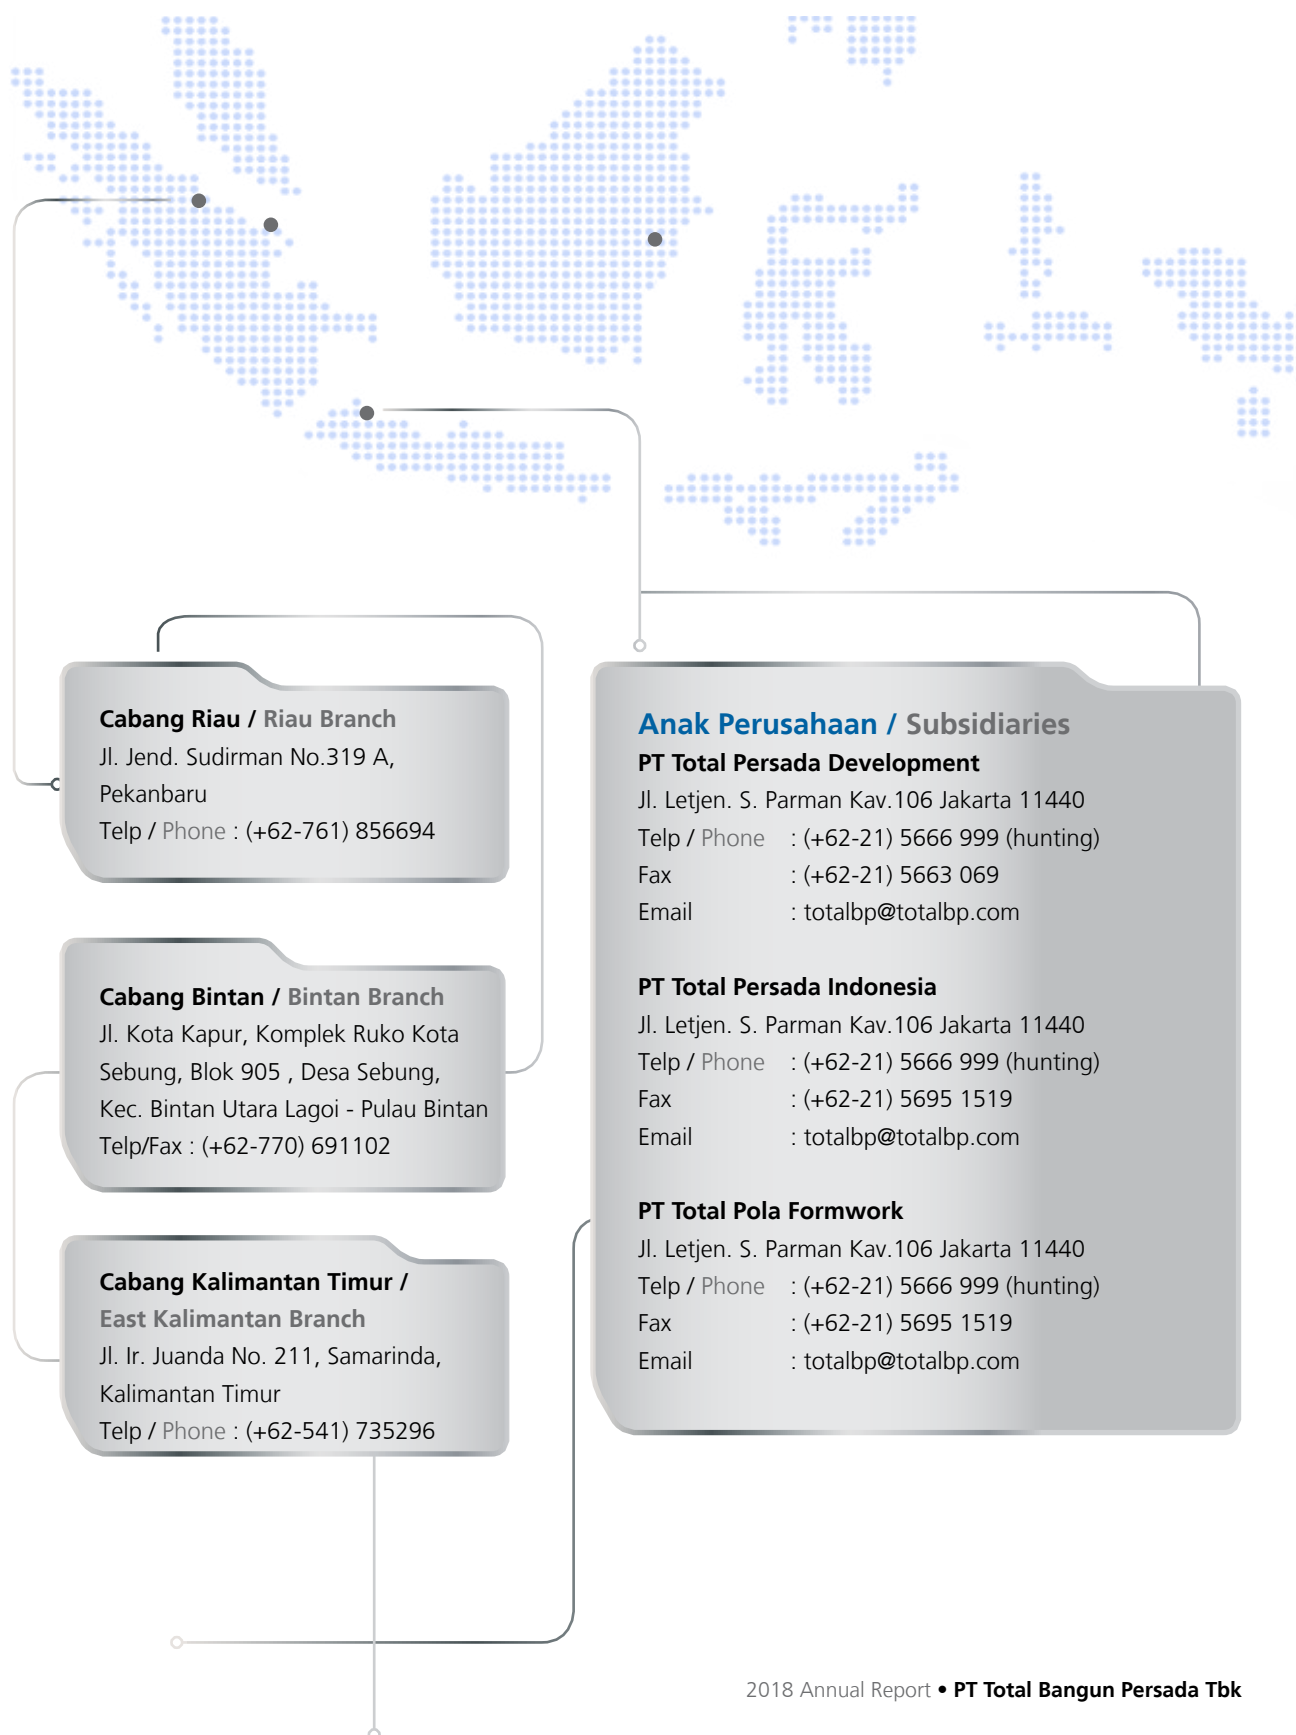 Cabang Riau / Riau Branch
Jl. Jend. Sudirman No.319 A,
Pekanbaru
Telp / Phone : (+62-761) 856694
Cabang Bintan / Bintan Branch
Jl. Kota Kapur, Komplek Ruko Kota
Sebung, Blok 905 , Desa Sebung,
Kec. Bintan Utara Lagoi - Pulau Bintan
Telp/Fax : (+62-770) 691102
Cabang Kalimantan Timur /
East Kalimantan Branch
Jl. Ir. Juanda No. 211, Samarinda,
Kalimantan Timur
Telp / Phone : (+62-541) 735296
Anak Perusahaan / Subsidiaries
PT Total Persada Development
Jl. Letjen. S. Parman Kav.106 Jakarta 11440
Telp / Phone : (+62-21) 5666 999 (hunting)
Fax : (+62-21) 5663 069
Email : totalbp@totalbp.com
PT Total Persada Indonesia
Jl. Letjen. S. Parman Kav.106 Jakarta 11440
Telp / Phone : (+62-21) 5666 999 (hunting)
Fax : (+62-21) 5695 1519
Email : totalbp@totalbp.com
PT Total Pola Formwork
Jl. Letjen. S. Parman Kav.106 Jakarta 11440
Telp / Phone : (+62-21) 5666 999 (hunting)
Fax : (+62-21) 5695 1519
Email : totalbp@totalbp.com
2018 Annual Report • PT Total Bangun Persada Tbk